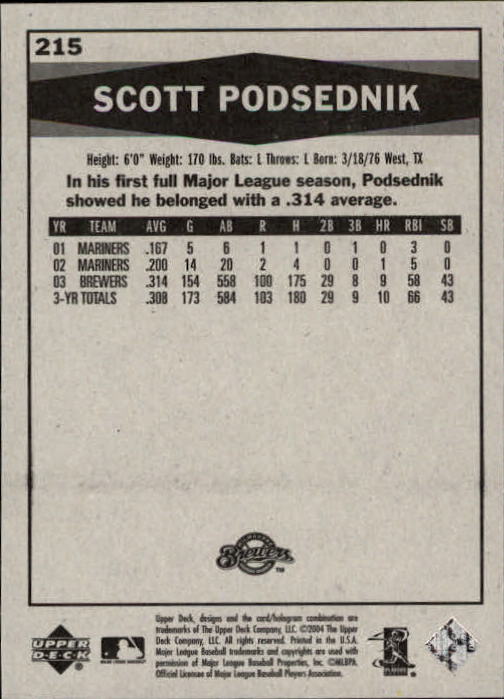 215
SCOTT PODSEDNIK
Height: 6'0" Weight: 170 lbs. Bats: L Throws: L Born: 3/18/76 West, TX
In his first full Major League season, Podsednik
showed he belonged with a .314 average.
YR TEAM AVG G AB R H 2B 3B HR RBI SB
01 MARINERS .167 5 6 1 1 0 1 0 3 0
02 MARINERS .200 14 20 2 4 0 0 1 5 0
03 BREWERS .314 154 558 100 175 29 8 9 58 43
3-YR TOTALS .308 173 584 103 180 29 9 10 66 43
Brewers
TM
Upper Deck, designs and the card/hologram combination are
trademarks of The Upper Deck Company, LLC. ©2004 The Upper
Deck Company, LLC. All rights reserved. Printed in the U.S.A.
Major League Baseball trademarks and copyrights are used with
permission of Major League Baseball Properties, Inc. ©MLBPA.
Official Licensee of Major League Baseball Players Association.
UPPER
DECK